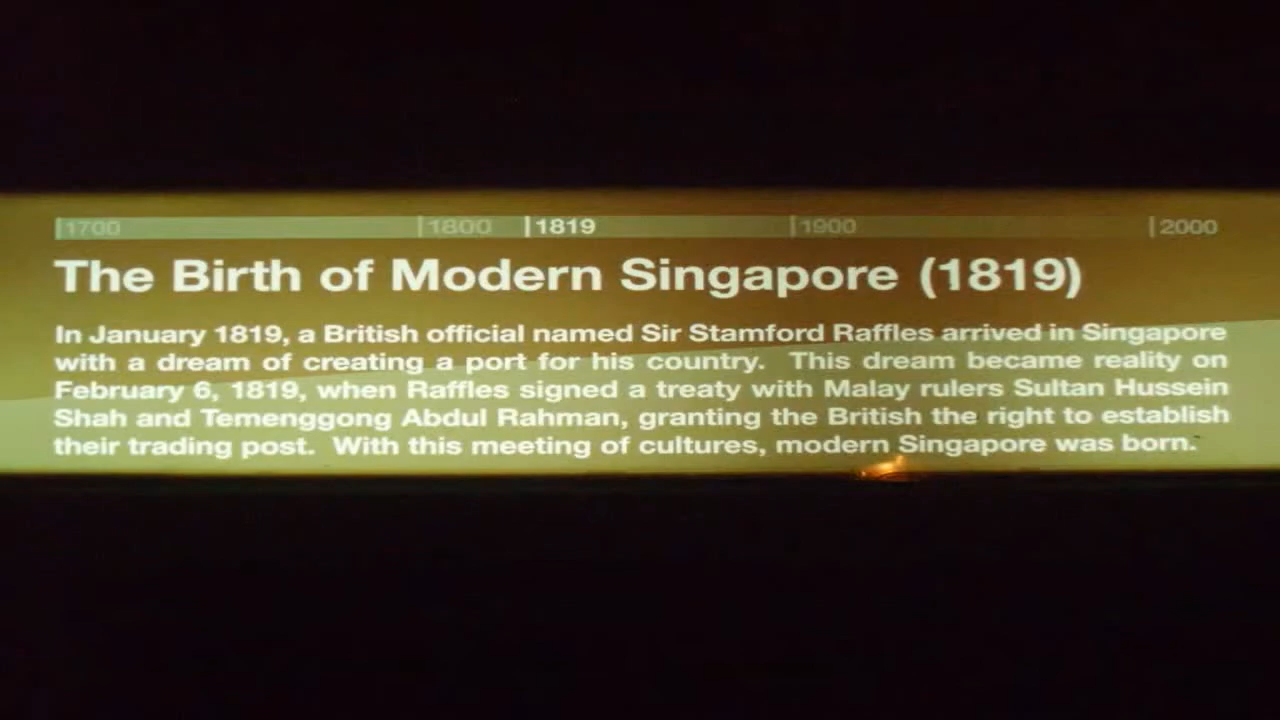 1700 1800 1819 1900 2000
The Birth of Modern Singapore (1819)
In January 1819, a British official named Sir Stamford Raffles arrived in Singapore
with a dream of creating a port for his country. This dream became reality on
February 6, 1819, when Raffles signed a treaty with Malay rulers Sultan Hussein
Shah and Temenggong Abdul Rahman, granting the British the right to establish
their trading post. With this meeting of cultures, modern Singapore was born.